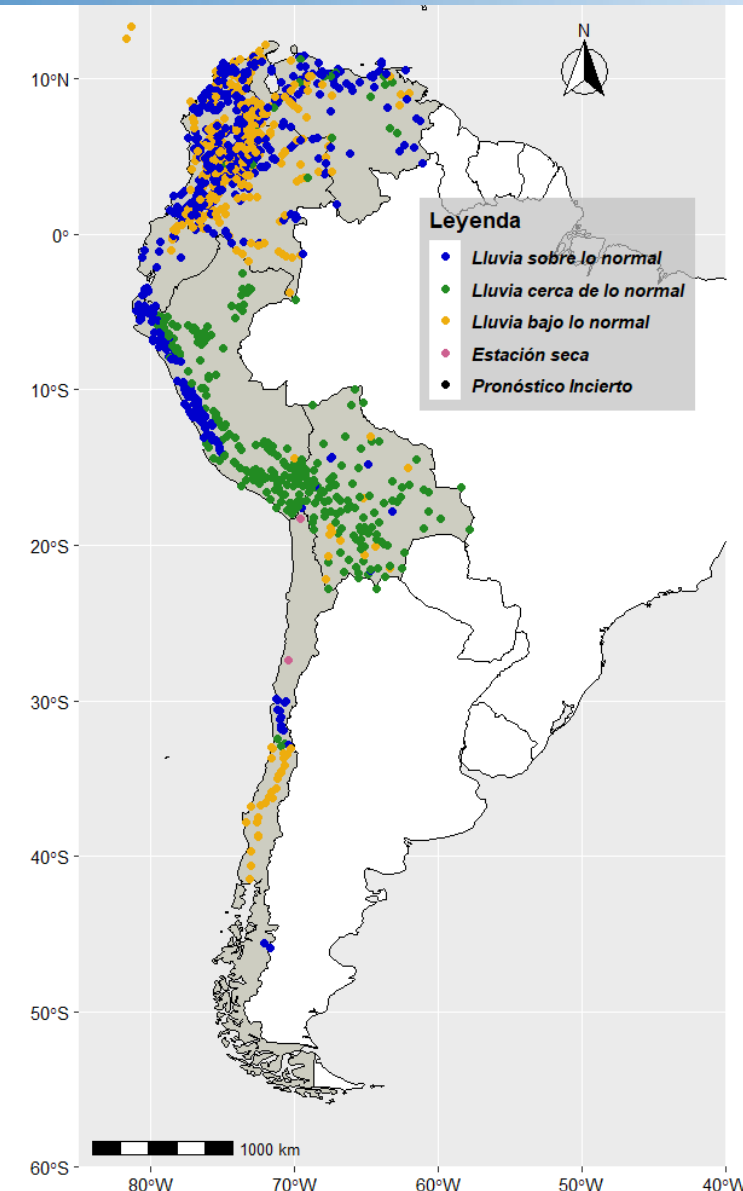 N
10°N
0°
10°S
20°S
30°S
40°S
50°S
60°S
Leyenda
Lluvia sobre lo normal
Lluvia cerca de lo normal
Lluvia bajo lo normal
Estación seca
Pronóstico Incierto
1000 km
80°W
70°W
60°W
50°W
40°W